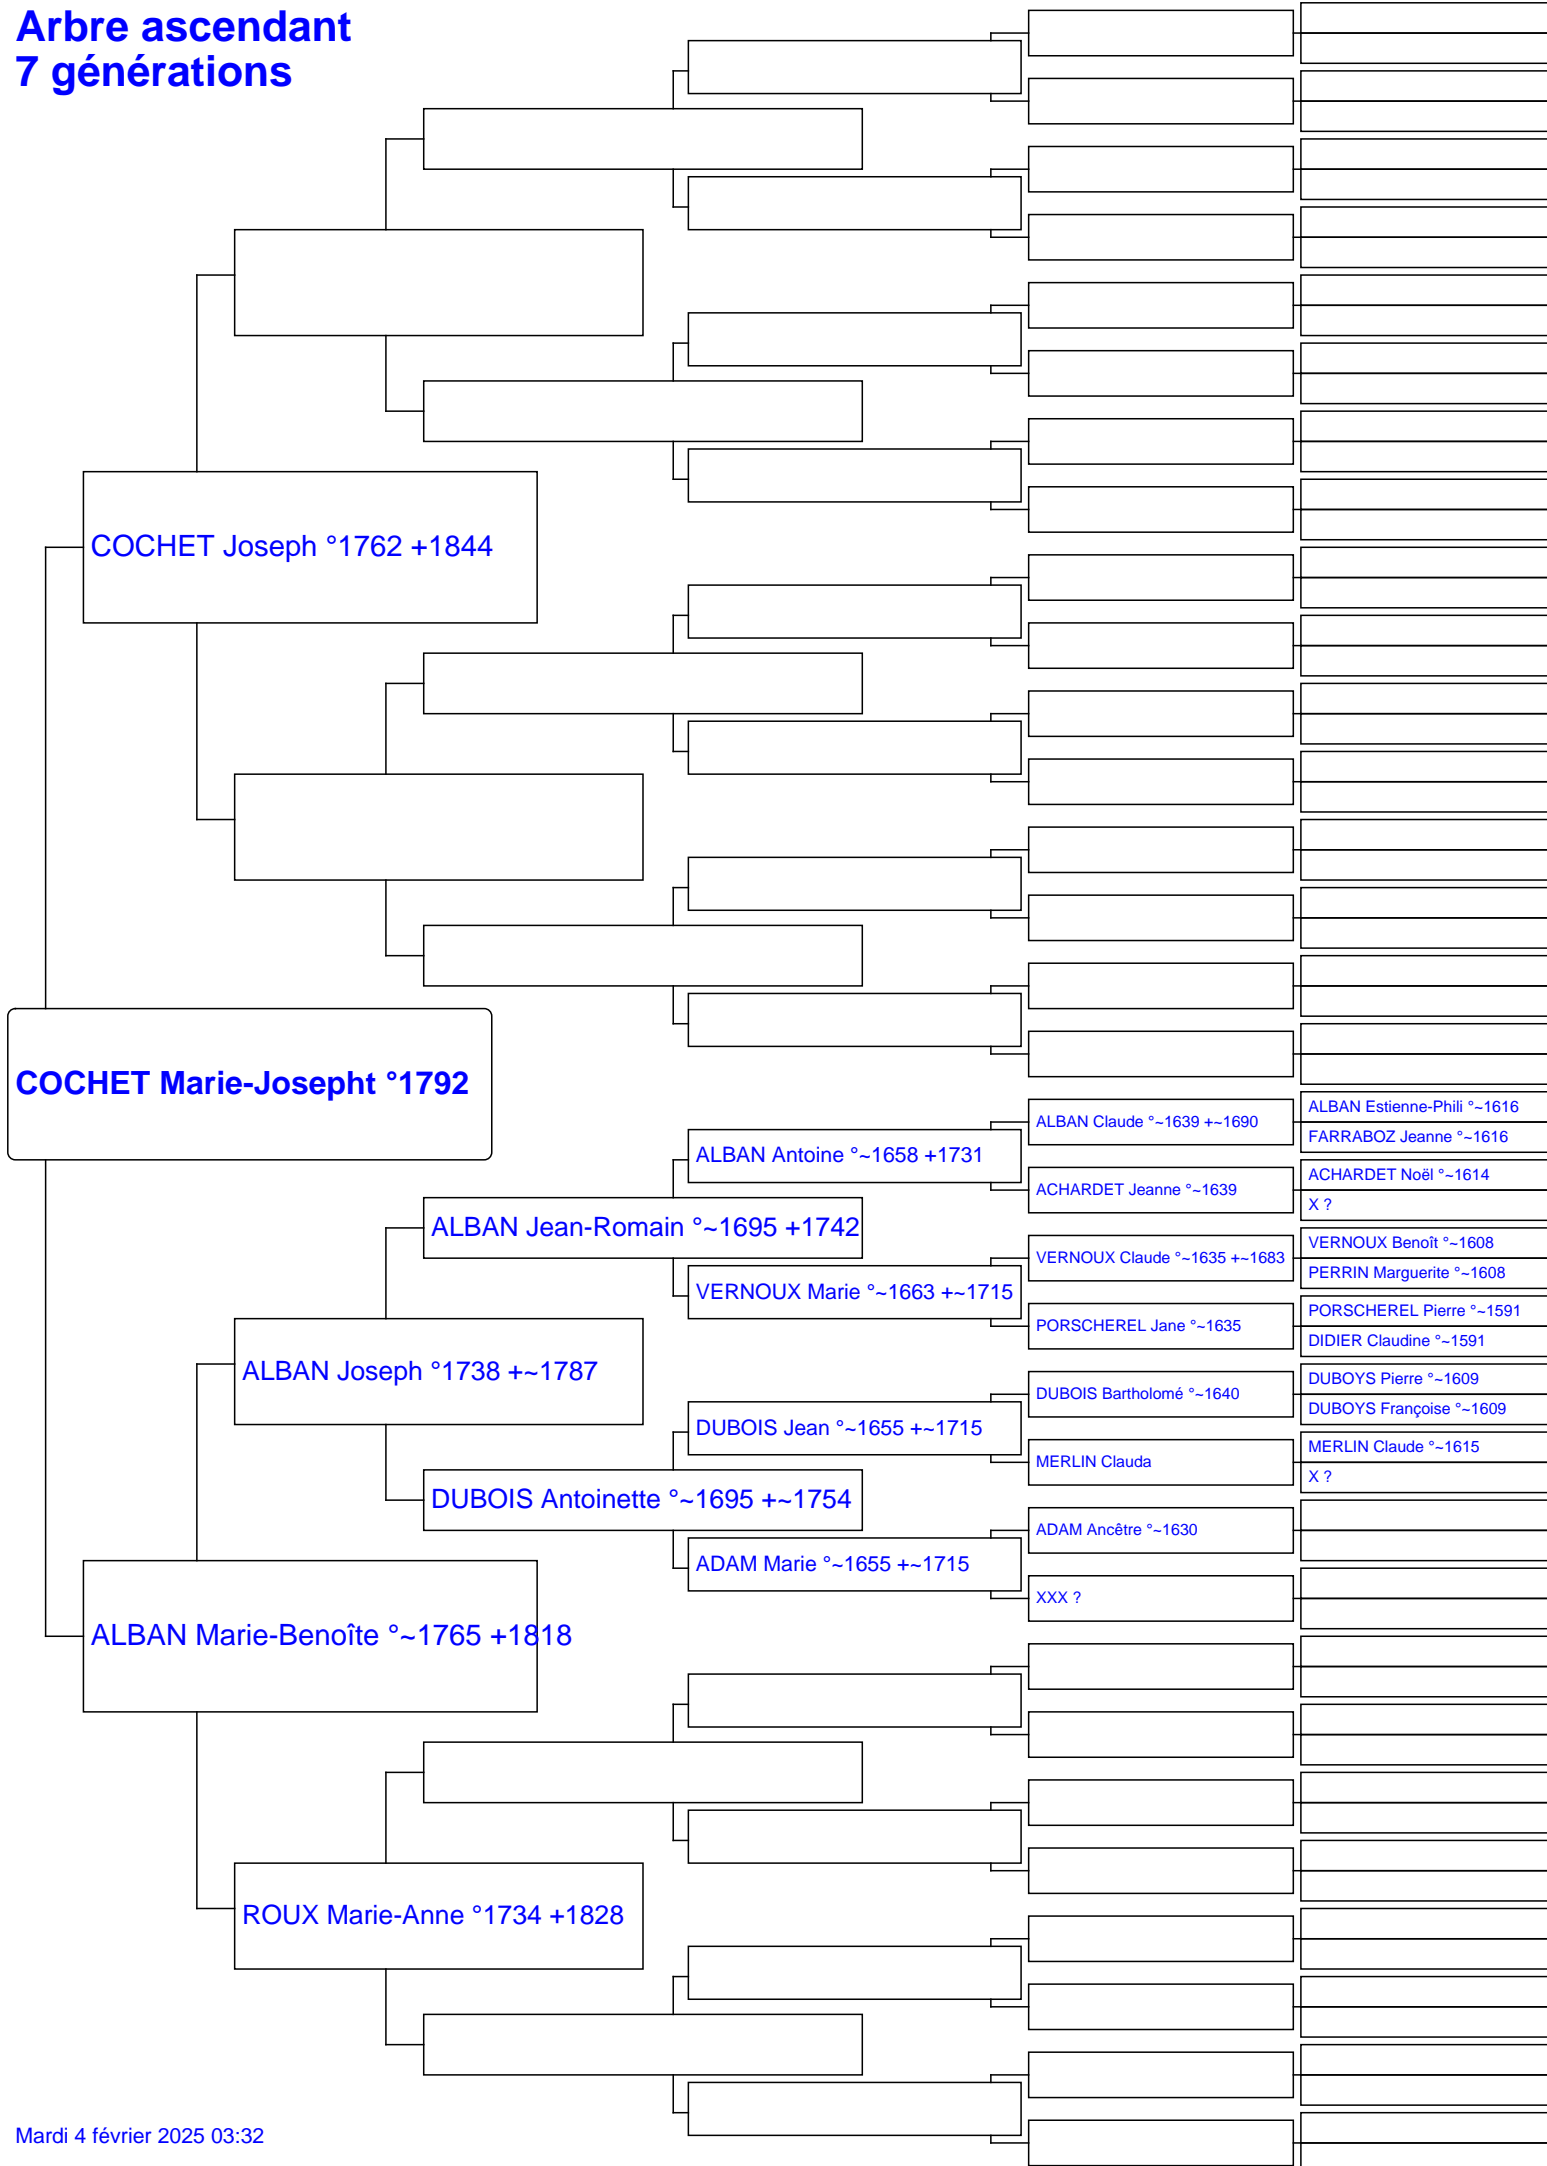 Arbre ascendant
7 générations
COCHET Joseph °1762 +1844
COCHET Marie-Josepht °1792
ALBAN Claude °~1639 +~1690
ALBAN Estienne-Phili °~1616
FARRABOZ Jeanne °~1616
ALBAN Antoine °~1658 +1731
ACHARDET Jeanne °~1639
ACHARDET Noël °~1614
X ?
ALBAN Jean-Romain °~1695 +1742
VERNOUX Claude °~1635 +~1683
VERNOUX Benoît °~1608
PERRIN Marguerite °~1608
VERNOUX Marie °~1663 +~1715
PORSCHEREL Jane °~1635
PORSCHEREL Pierre °~1591
DIDIER Claudine °~1591
ALBAN Joseph °1738 +~1787
DUBOIS Bartholomé °~1640
DUBOYS Pierre °~1609
DUBOYS Françoise °~1609
DUBOIS Jean °~1655 +~1715
MERLIN Clauda
MERLIN Claude °~1615
X ?
DUBOIS Antoinette °~1695 +~1754
ADAM Ancêtre °~1630
ADAM Marie °~1655 +~1715
XXX ?
ALBAN Marie-Benoîte °~1765 +1818
ROUX Marie-Anne °1734 +1828
Mardi 4 février 2025 03:32